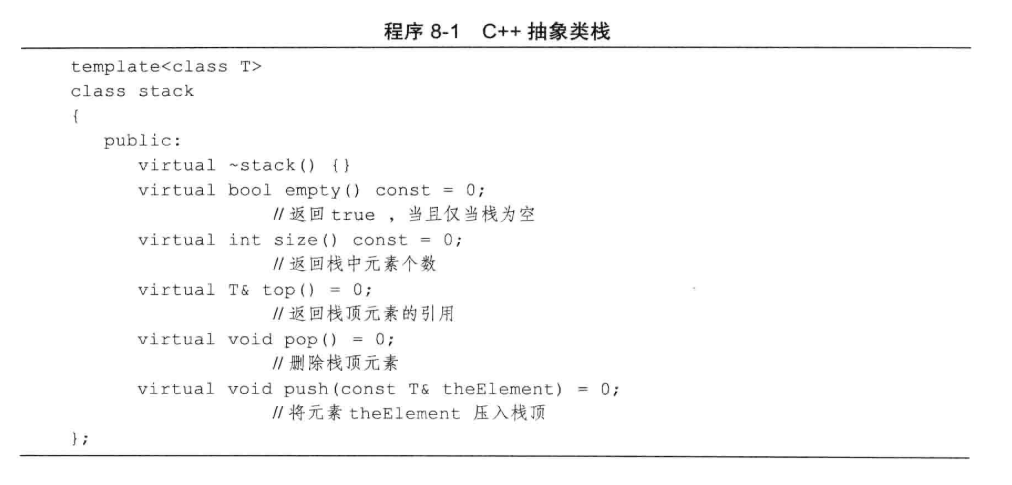 程序 8-1 C++ 抽象类栈
template<class T>
class stack
{
public:
virtual ~stack() {}
virtual bool empty() const = 0;
//返回 true ，当且仅当栈为空
virtual int size() const = 0;
//返回栈中元素个数
virtual T& top() = 0;
//返回栈顶元素的引用
virtual void pop() = 0;
//删除栈顶元素
virtual void push(const T& theElement) = 0;
//将元素 theElement 压入栈顶
};